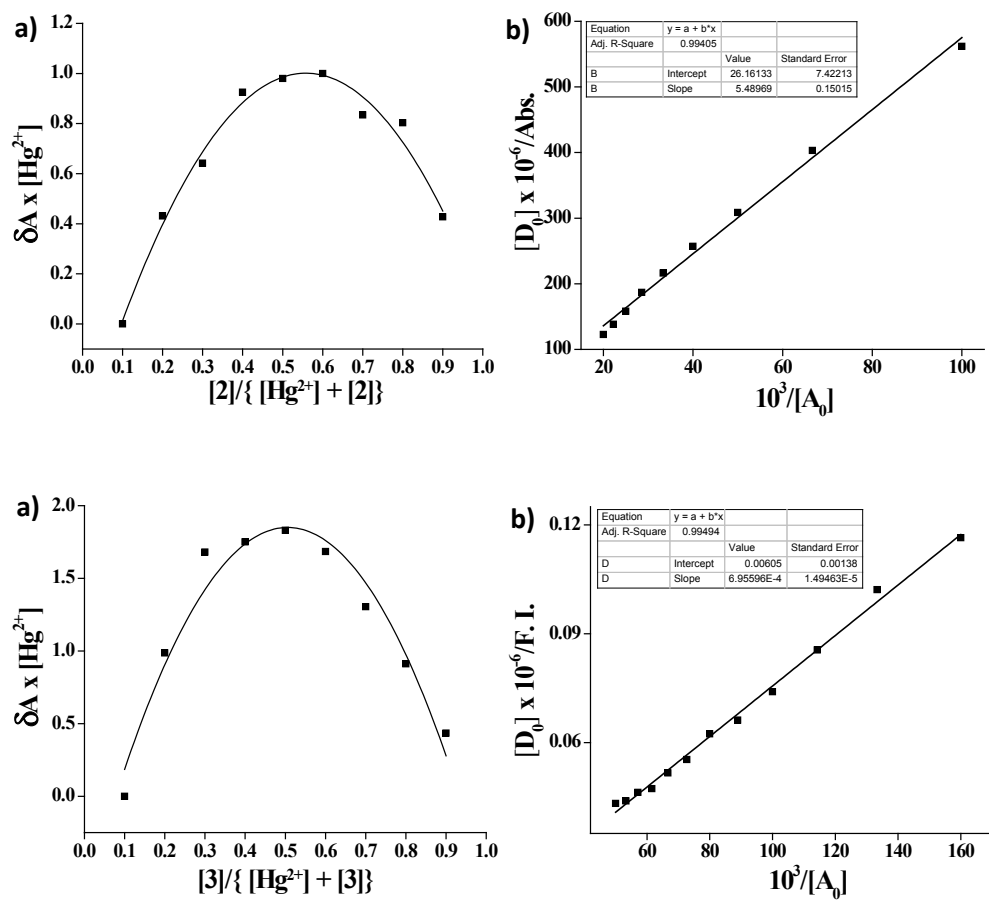 a)
1.2
1.0
0.8
0.6
0.4
0.2
0.0
δA x [Hg²⁺]
0.0 0.1 0.2 0.3 0.4 0.5 0.6 0.7 0.8 0.9 1.0
[2]/{ [Hg²⁺] + [2]}
b)
600
500
400
300
200
100
[D₀] x 10⁻⁶/Abs.
Equation y = a + b*x
Adj. R-Square 0.99405
Value Standard Error
B Intercept 26.16133 7.42213
B Slope 5.48969 0.15015
20 40 60 80 100
10³/[A₀]
a)
2.0
1.5
1.0
0.5
0.0
δA x [Hg²⁺]
0.0 0.1 0.2 0.3 0.4 0.5 0.6 0.7 0.8 0.9 1.0
[3]/{ [Hg²⁺] + [3]}
b)
0.12
0.09
0.06
[D₀] x 10⁻⁶/F. I.
Equation y = a + b*x
Adj. R-Square 0.99494
Value Standard Error
D Intercept 0.00605 0.00138
D Slope 6.95596E-4 1.49463E-5
60 80 100 120 140 160
10³/[A₀]